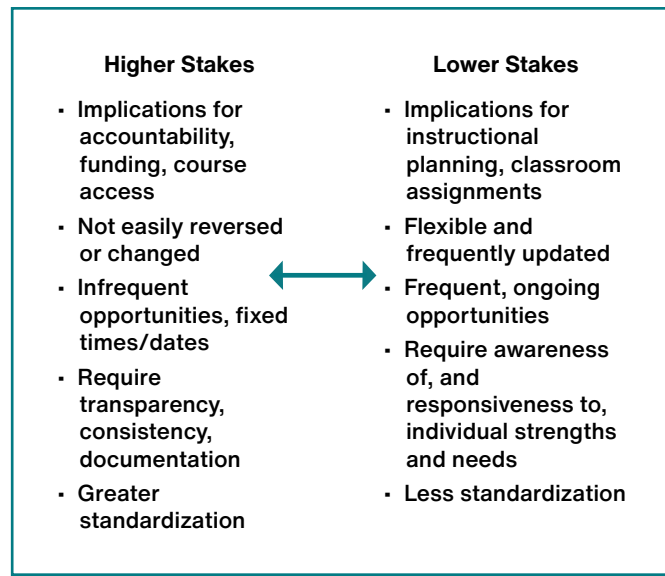 Higher Stakes
▪ Implications for
accountability,
funding, course
access
▪ Not easily reversed
or changed
▪ Infrequent
opportunities, fixed
times/dates
▪ Require
transparency,
consistency,
documentation
▪ Greater
standardization
Lower Stakes
▪ Implications for
instructional
planning, classroom
assignments
▪ Flexible and
frequently updated
▪ Frequent, ongoing
opportunities
▪ Require awareness
of, and
responsiveness to,
individual strengths
and needs
▪ Less standardization